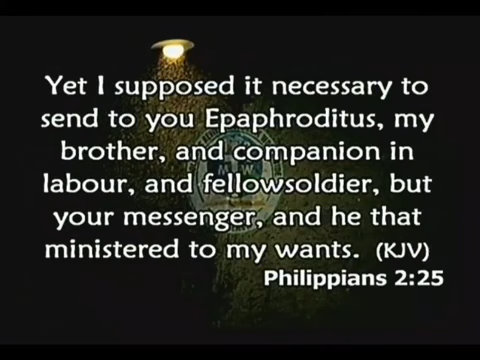 Yet I supposed it necessary to
send to you Epaphroditus, my
brother, and companion in
labour, and fellowsoldier, but
your messenger, and he that
ministered to my wants. (KJV)
Philippians 2:25